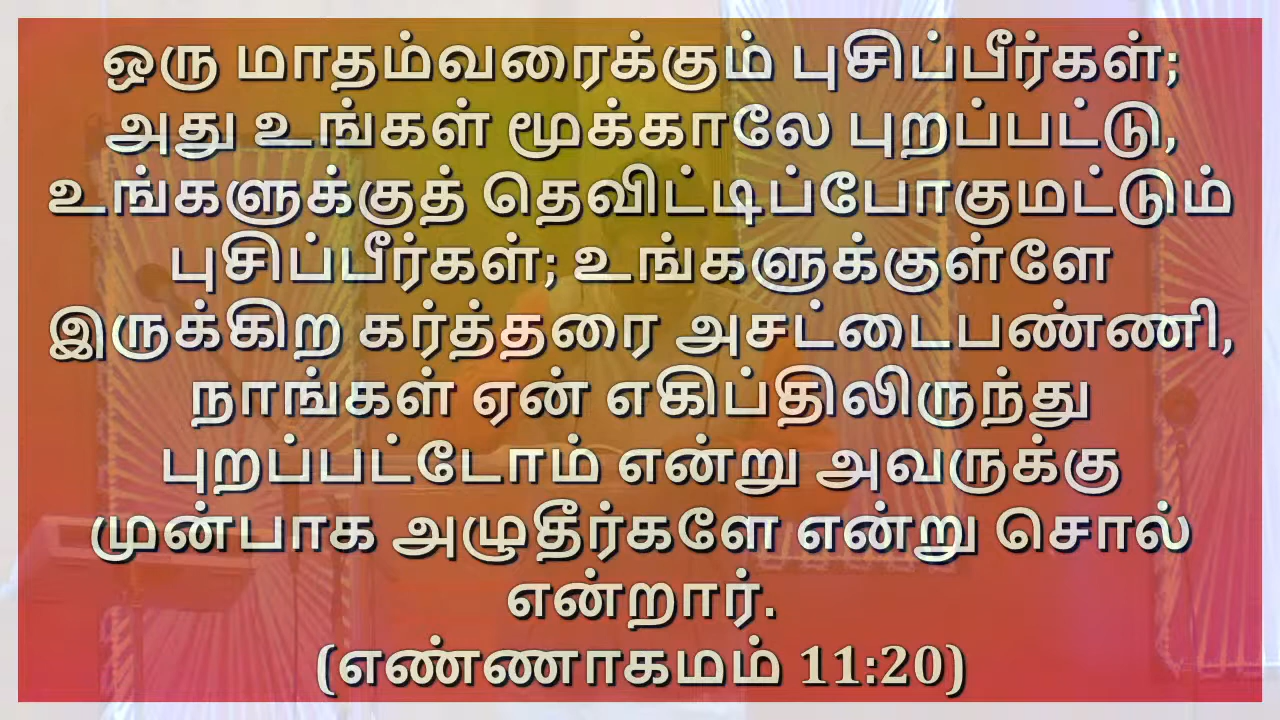 ஒரு மாதம்வரைக்கும் புசிப்பீர்கள்;
அது உங்கள் மூக்காலே புறப்பட்டு,
உங்களுக்குத் தெவிட்டிப்போகுமட்டும்
புசிப்பீர்கள்; உங்களுக்குள்ளே
இருக்கிற கர்த்தரை அசட்டைபண்ணி,
நாங்கள் ஏன் எகிப்திலிருந்து
புறப்பட்டோம் என்று அவருக்கு
முன்பாக அழுதீர்களே என்று சொல்
என்றார்.
(எண்ணாகமம் 11:20)